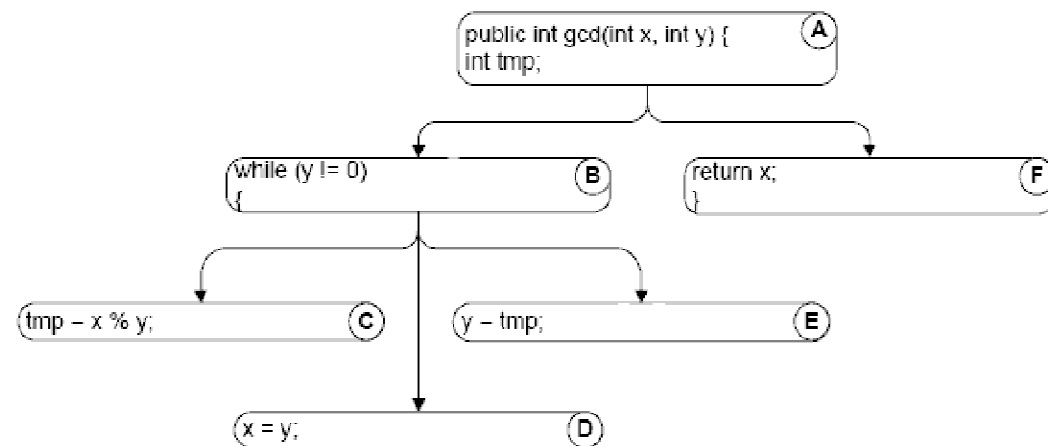 public int gcd(int x, int y) {
int tmp;
A
while (y != 0)
{
B
return x;
}
F
tmp – x % y;
C
y – tmp;
E
x = y;
D